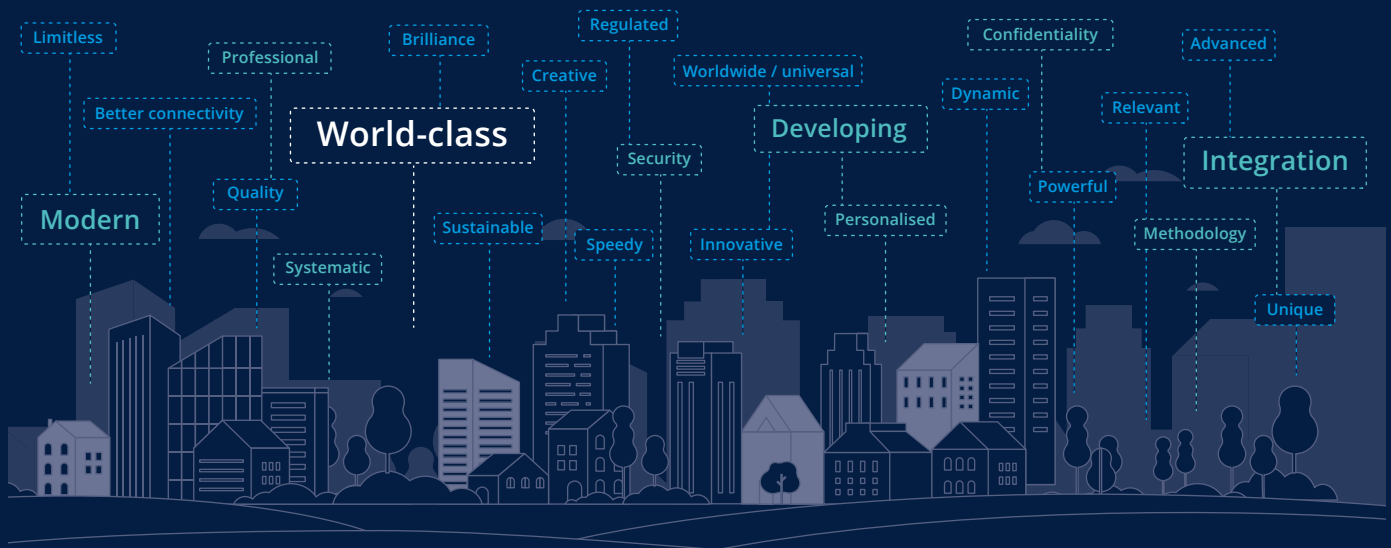 Limitless
Professional
Brilliance
Regulated
Confidentiality
Advanced
Creative
Worldwide / universal
Dynamic
Relevant
Better connectivity
World-class
Developing
Integration
Security
Quality
Powerful
Modern
Sustainable
Speedy
Innovative
Personalised
Methodology
Systematic
Unique